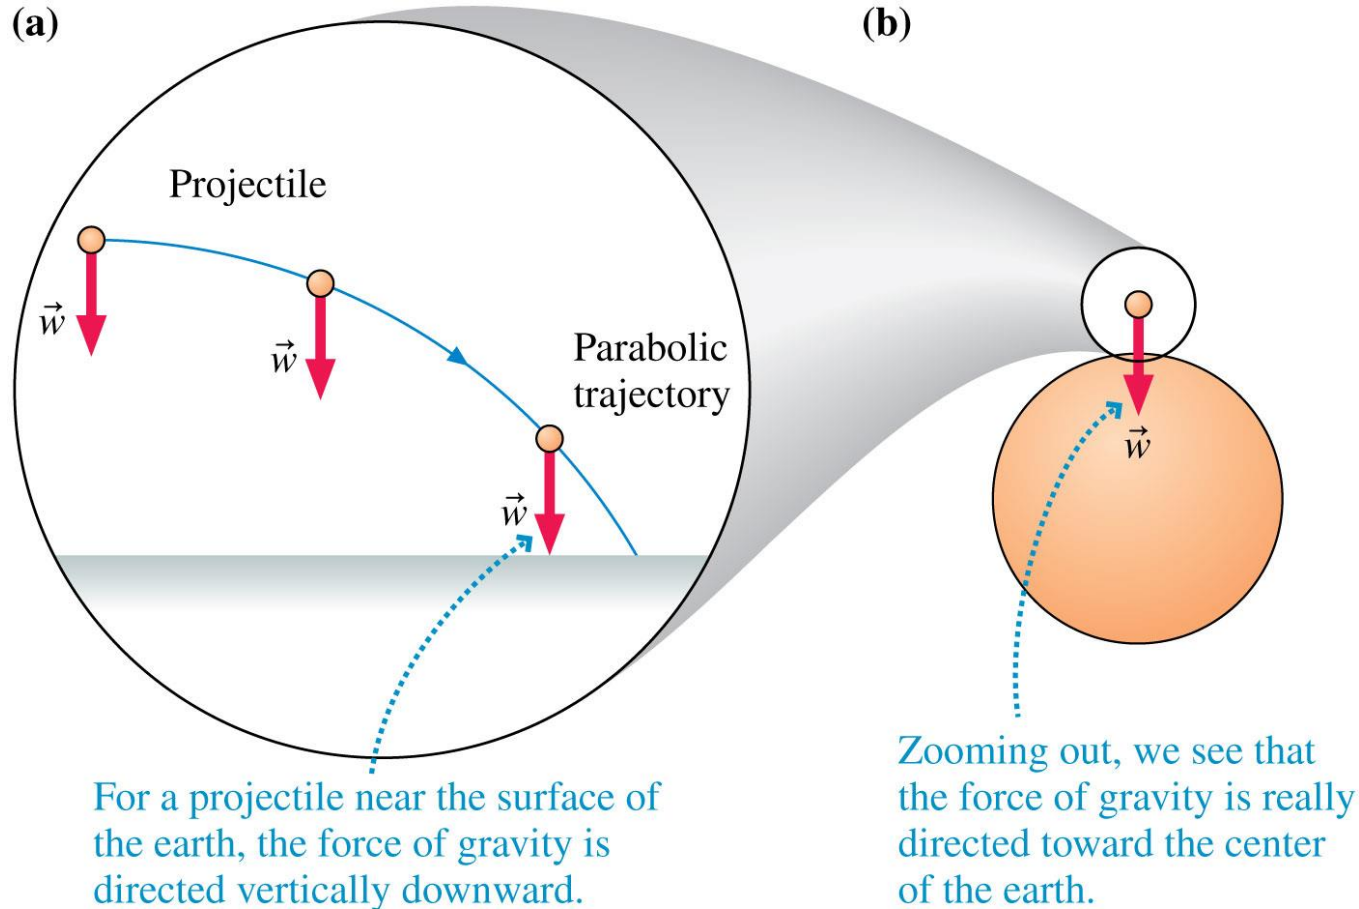 (a)
Projectile
w⃗
w⃗
Parabolic
trajectory
w⃗
For a projectile near the surface of
the earth, the force of gravity is
directed vertically downward.
(b)
w⃗
Zooming out, we see that
the force of gravity is really
directed toward the center
of the earth.